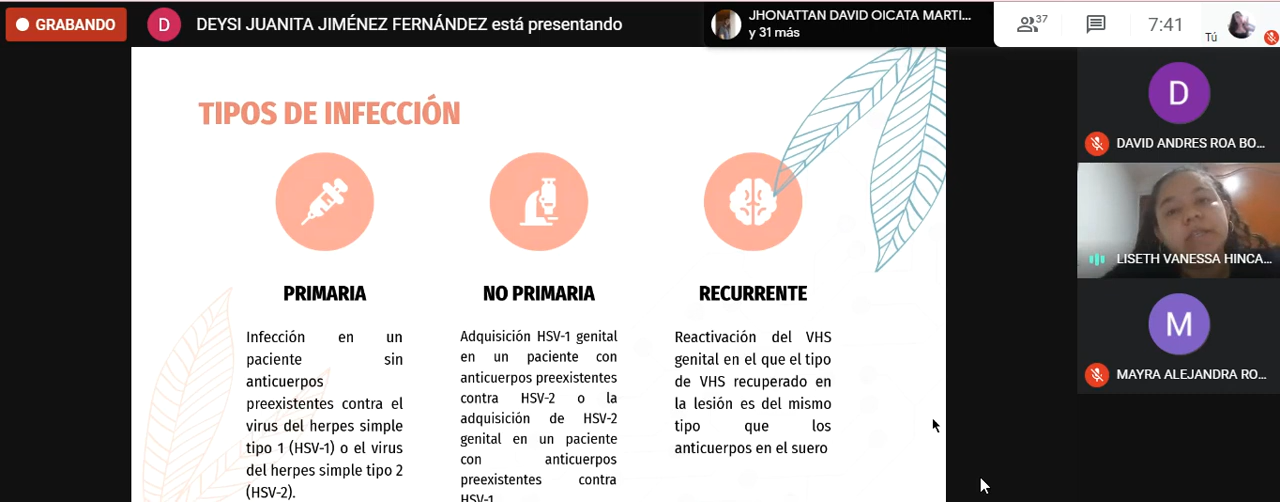 GRABANDO
D
DEYSI JUANITA JIMÉNEZ FERNÁNDEZ está presentando
JHONATTAN DAVID OICATA MARTI...
y 31 más
37
7:41
Tú
TIPOS DE INFECCIÓN
PRIMARIA
Infección en un
paciente sin
anticuerpos
preexistentes contra el
virus del herpes simple
tipo 1 (HSV-1) o el virus
del herpes simple tipo 2
(HSV-2).
NO PRIMARIA
Adquisición HSV-1 genital
en un paciente con
anticuerpos preexistentes
contra HSV-2 o la
adquisición de HSV-2
genital en un paciente
con anticuerpos
preexistentes contra
HSV-1
RECURRENTE
Reactivación del VHS
genital en el que el tipo
de VHS recuperado en
la lesión es del mismo
tipo que los
anticuerpos en el suero
D
DAVID ANDRES ROA BO...
LISETH VANESSA HINCA...
M
MAYRA ALEJANDRA RO...